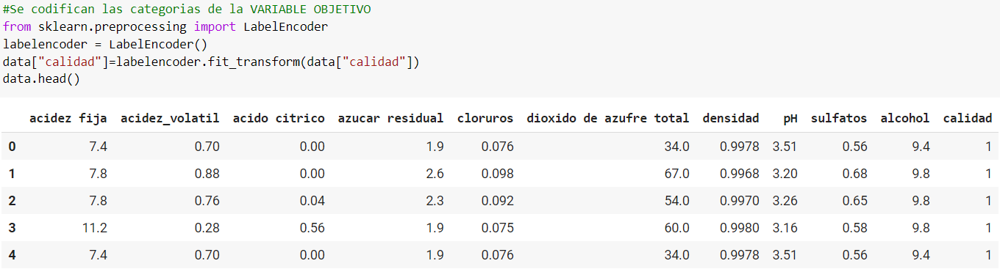 #Se codifican las categorias de la VARIABLE OBJETIVO
from sklearn.preprocessing import LabelEncoder
labelencoder = LabelEncoder()
data["calidad"]=labelencoder.fit_transform(data["calidad"])
data.head()
acidez fija acidez_volatil acido citrico azucar residual cloruros dioxido de azufre total densidad pH sulfatos alcohol calidad
0 7.4 0.70 0.00 1.9 0.076 34.0 0.9978 3.51 0.56 9.4 1
1 7.8 0.88 0.00 2.6 0.098 67.0 0.9968 3.20 0.68 9.8 1
2 7.8 0.76 0.04 2.3 0.092 54.0 0.9970 3.26 0.65 9.8 1
3 11.2 0.28 0.56 1.9 0.075 60.0 0.9980 3.16 0.58 9.8 1
4 7.4 0.70 0.00 1.9 0.076 34.0 0.9978 3.51 0.56 9.4 1